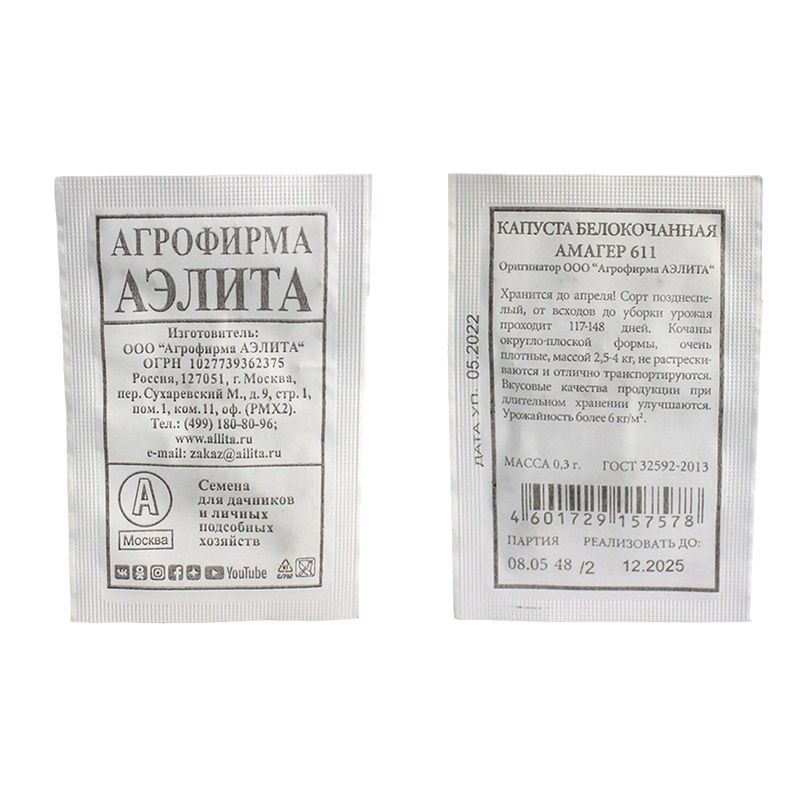 АГРОФИРМА
АЭЛИТА
Изготовитель:
ООО "Агрофирма АЭЛИТА"
ОГРН 1027739362375
Россия,127051, г. Москва,
пер. Сухаревский М., д. 9, стр. 1,
пом.1, ком.11, оф. (РМХ2).
Тел.: (499) 180-80-96;
www.ailita.ru
e-mail: zakaz@ailita.ru
А
Москва
Семена
для дачников
и личных
подсобных
хозяйств
YouTube
C/PAP
КАПУСТА БЕЛОКОЧАННАЯ
АМАГЕР 611
Оригинатор ООО "Агрофирма АЭЛИТА"
Хранится до апреля! Сорт позднеспе-
лый, от всходов до уборки урожая
проходит 117-148 дней. Кочаны
округло-плоской формы, очень
плотные, массой 2,5-4 кг, не растрески-
ваются и отлично транспортируются.
Вкусовые качества продукции при
длительном хранении улучшаются.
Урожайность более 6 кг/м².
ДАТА УП. 05.2022
МАССА 0,3 г. ГОСТ 32592-2013
4 601729 157578
ПАРТИЯ РЕАЛИЗОВАТЬ ДО:
08.05 48 /2 12.2025